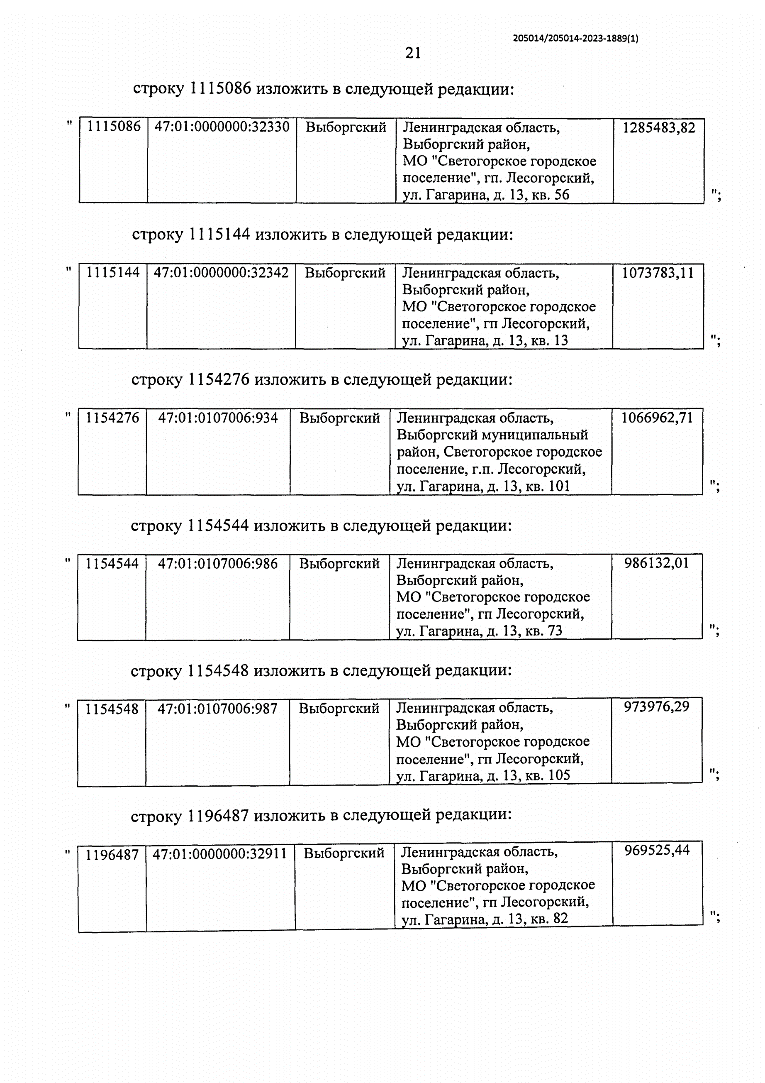 205014/205014-2023-1889(1)
21
строку 1115086 изложить в следующей редакции:
" 1115086 47:01:0000000:32330 Выборгский Ленинградская область, 1285483,82
Выборгский район,
МО "Светогорское городское
поселение", гп. Лесогорский,
ул. Гагарина, д. 13, кв. 56 ";
строку 1115144 изложить в следующей редакции:
" 1115144 47:01:0000000:32342 Выборгский Ленинградская область, 1073783,11
Выборгский район,
МО "Светогорское городское
поселение", гп Лесогорский,
ул. Гагарина, д. 13, кв. 13 ";
строку 1154276 изложить в следующей редакции:
" 1154276 47:01:0107006:934 Выборгский Ленинградская область, 1066962,71
Выборгский муниципальный
район, Светогорское городское
поселение, г.п. Лесогорский,
ул. Гагарина, д. 13, кв. 101 ";
строку 1154544 изложить в следующей редакции:
" 1154544 47:01:0107006:986 Выборгский Ленинградская область, 986132,01
Выборгский район,
МО "Светогорское городское
поселение", гп Лесогорский,
ул. Гагарина, д. 13, кв. 73 ";
строку 1154548 изложить в следующей редакции:
" 1154548 47:01:0107006:987 Выборгский Ленинградская область, 973976,29
Выборгский район,
МО "Светогорское городское
поселение", гп Лесогорский,
ул. Гагарина, д. 13, кв. 105 ";
строку 1196487 изложить в следующей редакции:
" 1196487 47:01:0000000:32911 Выборгский Ленинградская область, 969525,44
Выборгский район,
МО "Светогорское городское
поселение", гп Лесогорский,
ул. Гагарина, д. 13, кв. 82 ";